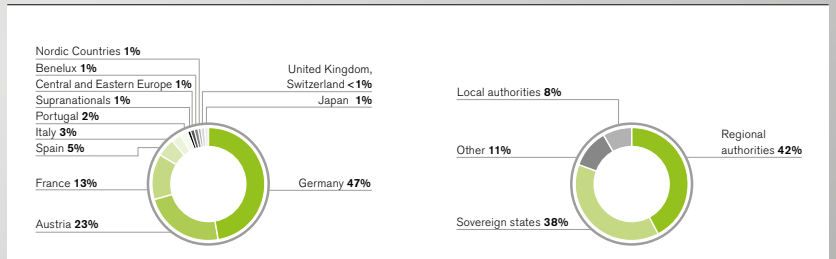 Nordic Countries 1%
Benelux 1%
Central and Eastern Europe 1%
Supranationals 1%
Portugal 2%
Italy 3%
Spain 5%
France 13%
Austria 23%
United Kingdom,
Switzerland <1%
Japan 1%
Germany 47%
Local authorities 8%
Other 11%
Sovereign states 38%
Regional
authorities 42%